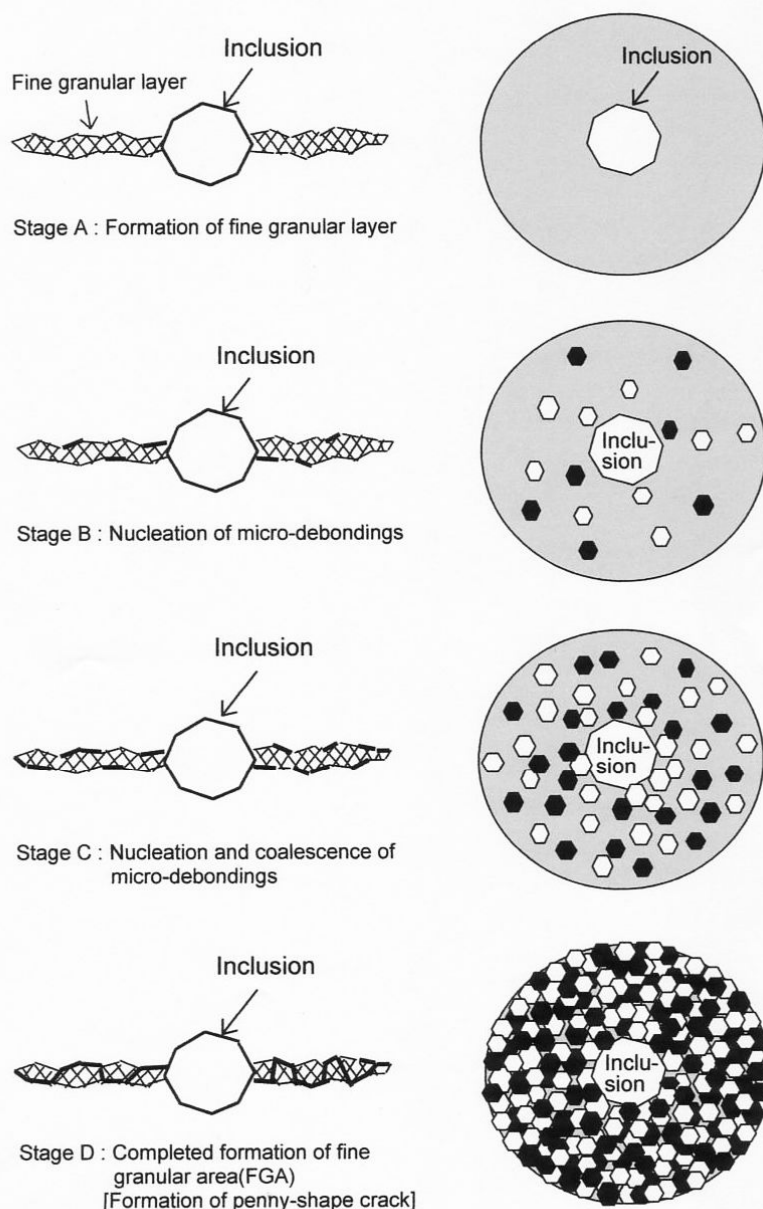 Inclusion
Inclusion
Fine granular layer
Stage A : Formation of fine granular layer
Inclusion
Inclu-
sion
Stage B : Nucleation of micro-debondings
Inclusion
Inclu-
sion
Stage C : Nucleation and coalescence of
micro-debondings
Inclusion
Inclu-
sion
Stage D : Completed formation of fine
granular area(FGA)
[Formation of penny-shape crack]